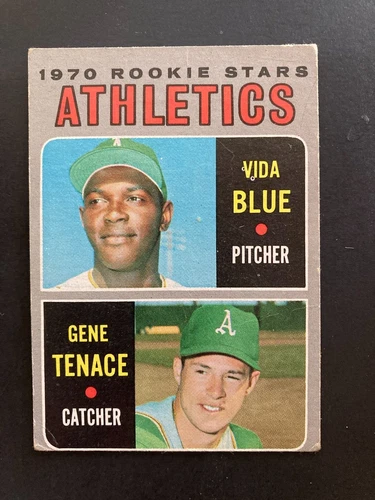 1970 ROOKIE STARS
ATHLETICS
A
VIDA
BLUE
PITCHER
GENE
TENACE
CATCHER
A